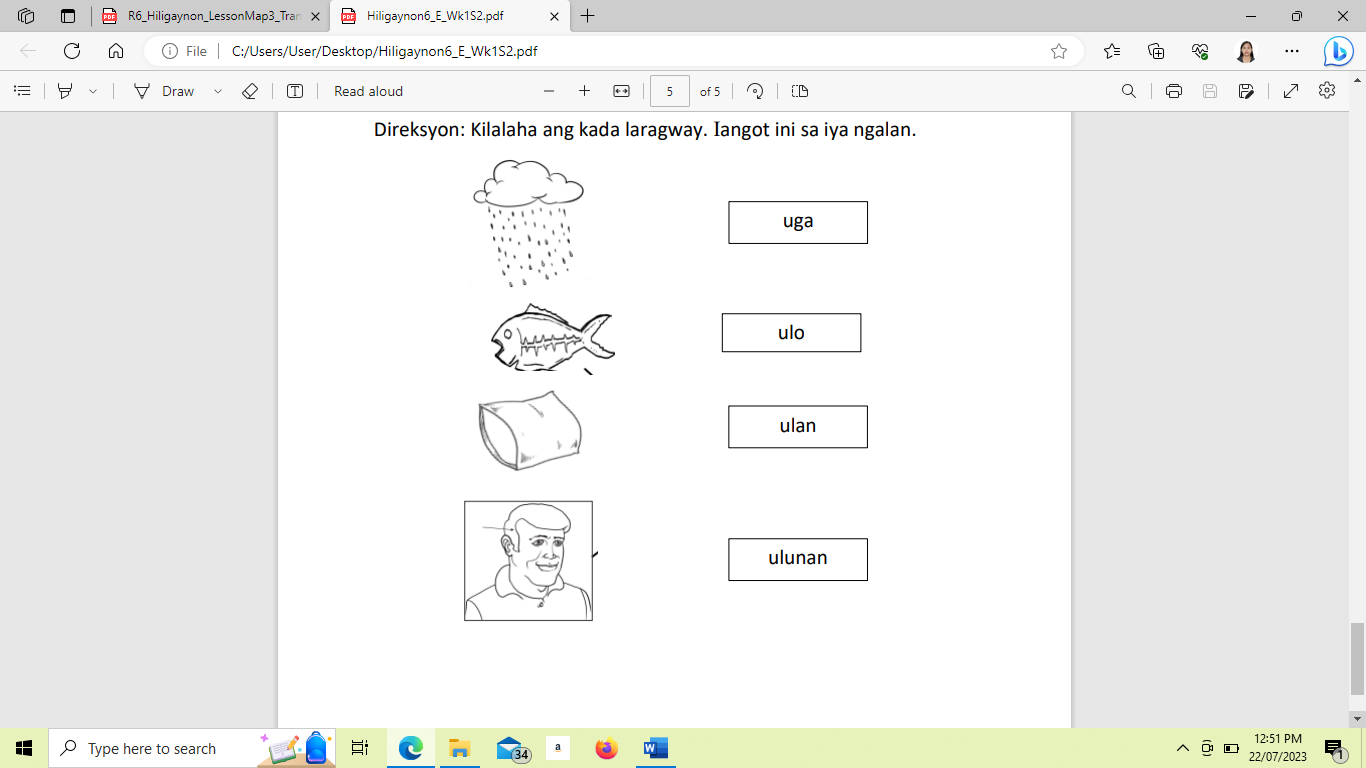 R6_Hiligaynon_LessonMap3_Tran
Hiligaynon6_E_Wk1S2.pdf
File
C:/Users/User/Desktop/Hiligaynon6_E_Wk1S2.pdf
Draw
Read aloud
5
of 5
Direksyon: Kilalaha ang kada laragway. Iangot ini sa iya ngalan.
uga
ulo
ulan
ulunan
Type here to search
34
a
12:51 PM
22/07/2023
1